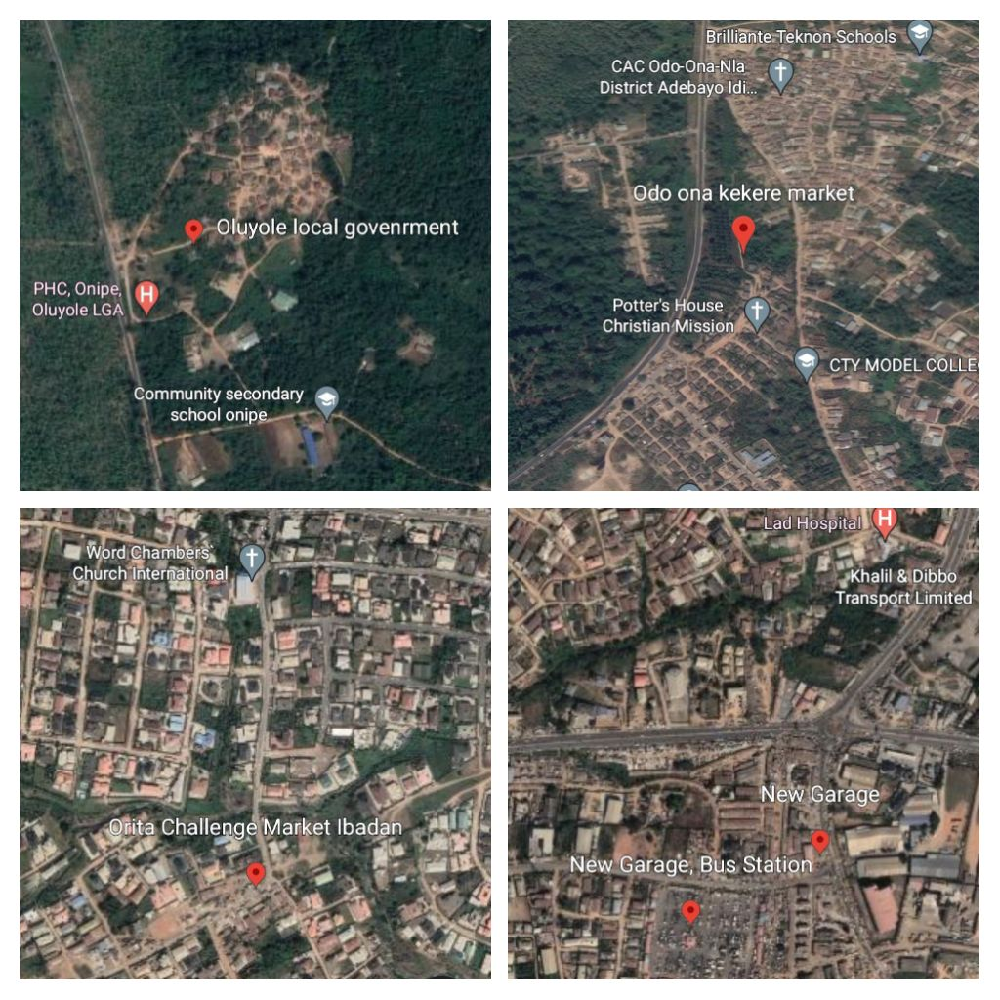 Oluyole local govenrment
PHC, Onipe,
Oluyole LGA
H
Community secondary
school onipe
Brilliante Teknon Schools
CAC Odo-Ona-Nla
District Adebayo Idi...
Odo ona kekere market
Potter's House
Christian Mission
CTY MODEL COLLEG
Word Chambers'
Church International
Orita Challenge Market Ibadan
Lad Hospital
H
Khalil & Dibbo
Transport Limited
New Garage
New Garage, Bus Station